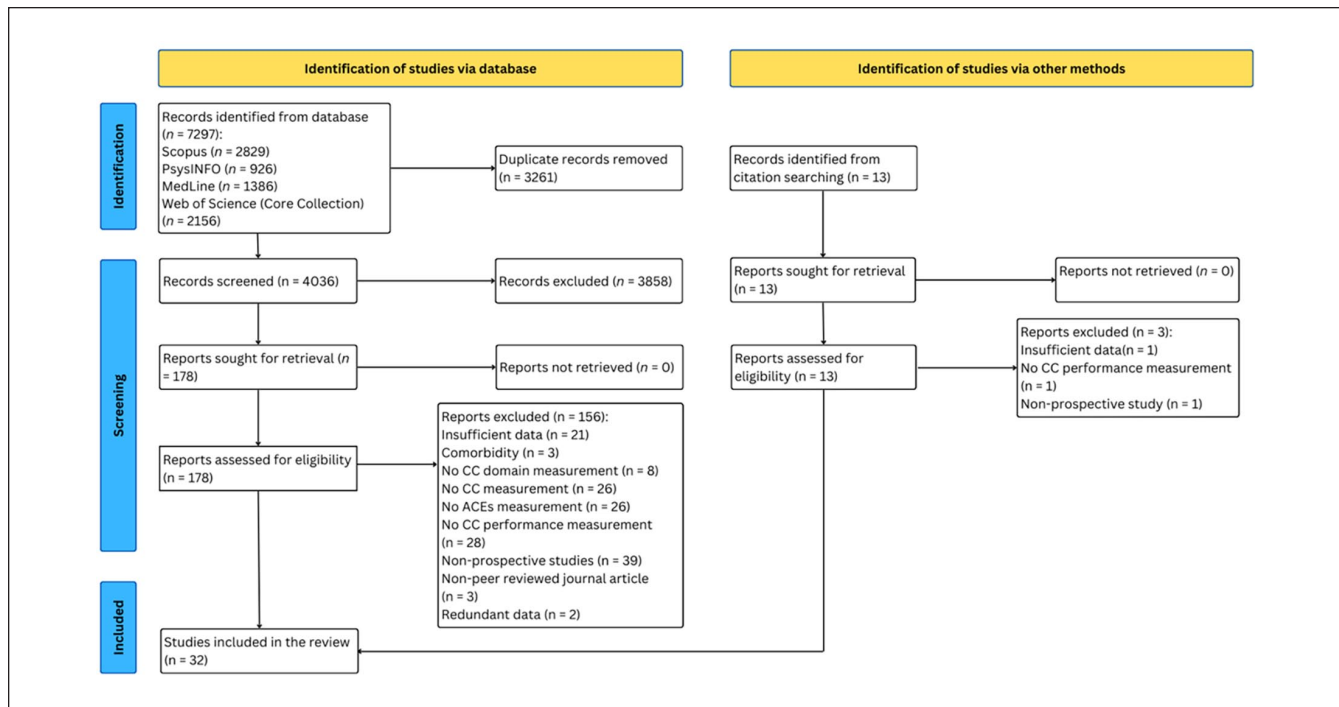 Identification of studies via database
Identification of studies via other methods
Identification
Records identified from database
(n = 7297):
Scopus (n = 2829)
PsysINFO (n = 926)
MedLine (n = 1386)
Web of Science (Core Collection)
(n = 2156)
Duplicate records removed
(n = 3261)
Records identified from
citation searching (n = 13)
Screening
Records screened (n = 4036)
Records excluded (n = 3858)
Reports sought for retrieval
(n = 13)
Reports not retrieved (n = 0)
Reports sought for retrieval (n
= 178)
Reports not retrieved (n = 0)
Reports assessed for
eligibility (n = 13)
Reports excluded (n = 3):
Insufficient data(n = 1)
No CC performance measurement
(n = 1)
Non-prospective study (n = 1)
Reports assessed for eligibility
(n = 178)
Reports excluded (n = 156):
Insufficient data (n = 21)
Comorbidity (n = 3)
No CC domain measurement (n = 8)
No CC measurement (n = 26)
No ACEs measurement (n = 26)
No CC performance measurement
(n = 28)
Non-prospective studies (n = 39)
Non-peer reviewed journal article
(n = 3)
Redundant data (n = 2)
Included
Studies included in the review
(n = 32)